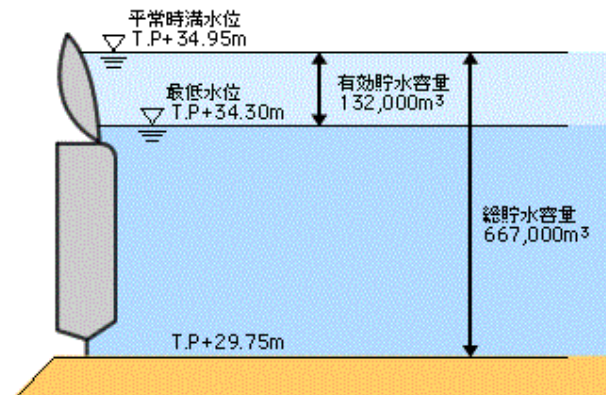 平常時満水位
T.P+34.95m
最低水位
T.P+34.30m
有効貯水容量
132,000m³
総貯水容量
667,000m³
T.P+29.75m